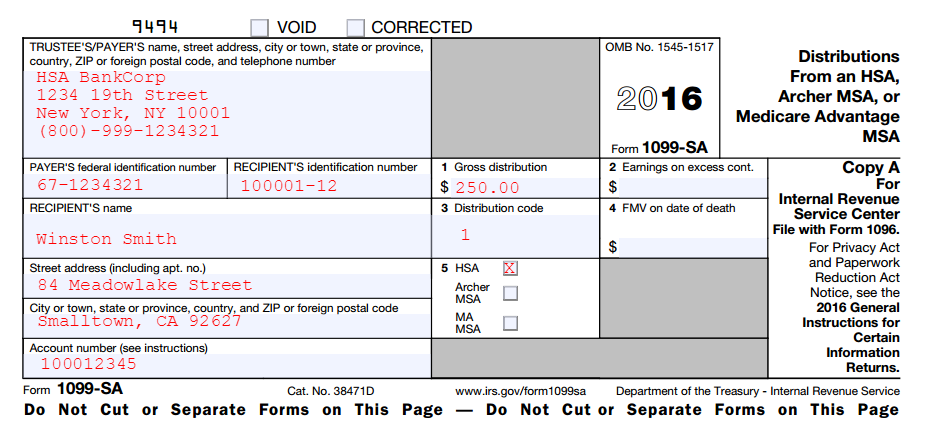 9494 VOID CORRECTED
TRUSTEE'S/PAYER'S name, street address, city or town, state or province,
country, ZIP or foreign postal code, and telephone number
HSA BankCorp
1234 19th Street
New York, NY 10001
(800)-999-1234321
OMB No. 1545-1517
2016
Form 1099-SA
Distributions
From an HSA,
Archer MSA, or
Medicare Advantage
MSA
PAYER'S federal identification number
67-1234321
RECIPIENT'S identification number
100001-12
1 Gross distribution
$ 250.00
2 Earnings on excess cont.
$
RECIPIENT'S name
Winston Smith
3 Distribution code
1
4 FMV on date of death
$
Street address (including apt. no.)
84 Meadowlake Street
City or town, state or province, country, and ZIP or foreign postal code
Smalltown, CA 92627
5 HSA X
Archer
MSA
MA
MSA
Account number (see instructions)
100012345
Copy A
For
Internal Revenue
Service Center
File with Form 1096.
For Privacy Act
and Paperwork
Reduction Act
Notice, see the
2016 General
Instructions for
Certain
Information
Returns.
Form 1099-SA Cat. No. 38471D www.irs.gov/form1099sa Department of the Treasury - Internal Revenue Service
Do Not Cut or Separate Forms on This Page — Do Not Cut or Separate Forms on This Page